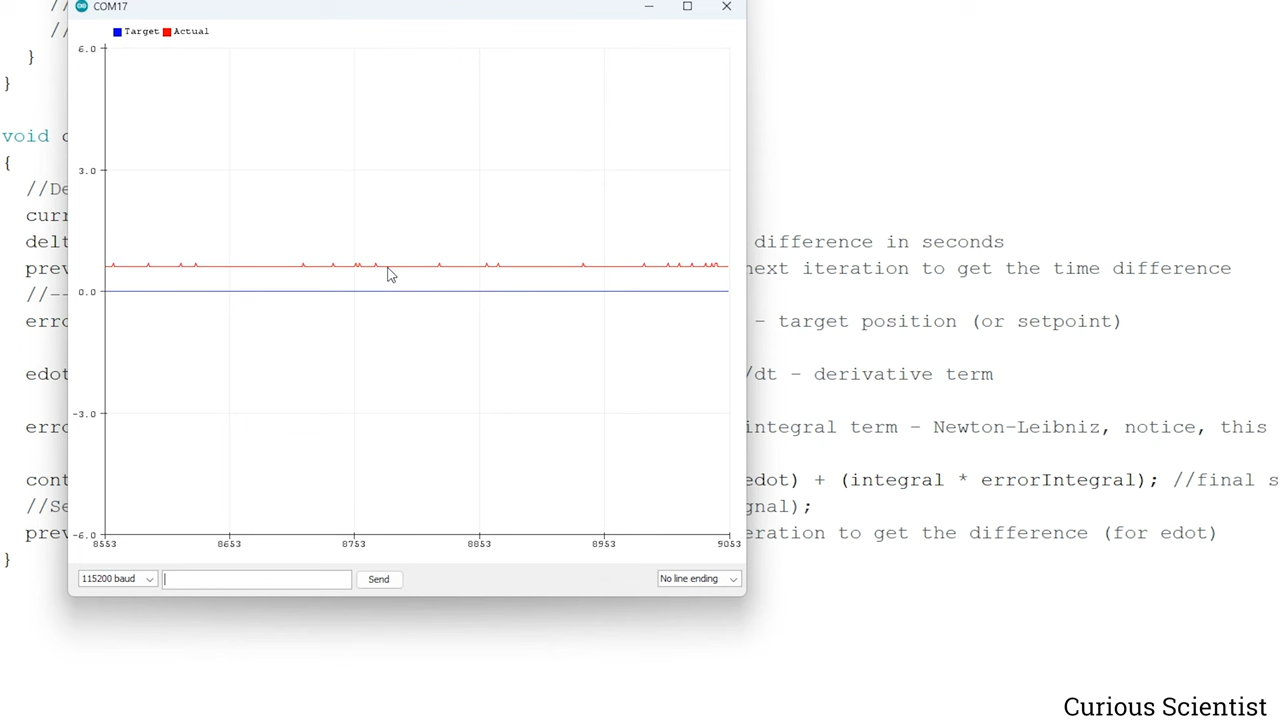 //
COM17
//
Target Actual
}
6.0
}
void c
3.0
{
//De
curr
delt difference in seconds
prev next iteration to get the time difference
//--
0.0
erro - target position (or setpoint)
edot /dt - derivative term
-3.0
erro integral term - Newton-Leibniz, notice, this
cont edot) + (integral * errorIntegral); //final s
//Se gnal);
prev eration to get the difference (for edot)
-6.0
8553 8653 8753 8853 8953 9053
}
115200 baud Send No line ending
Curious Scientist